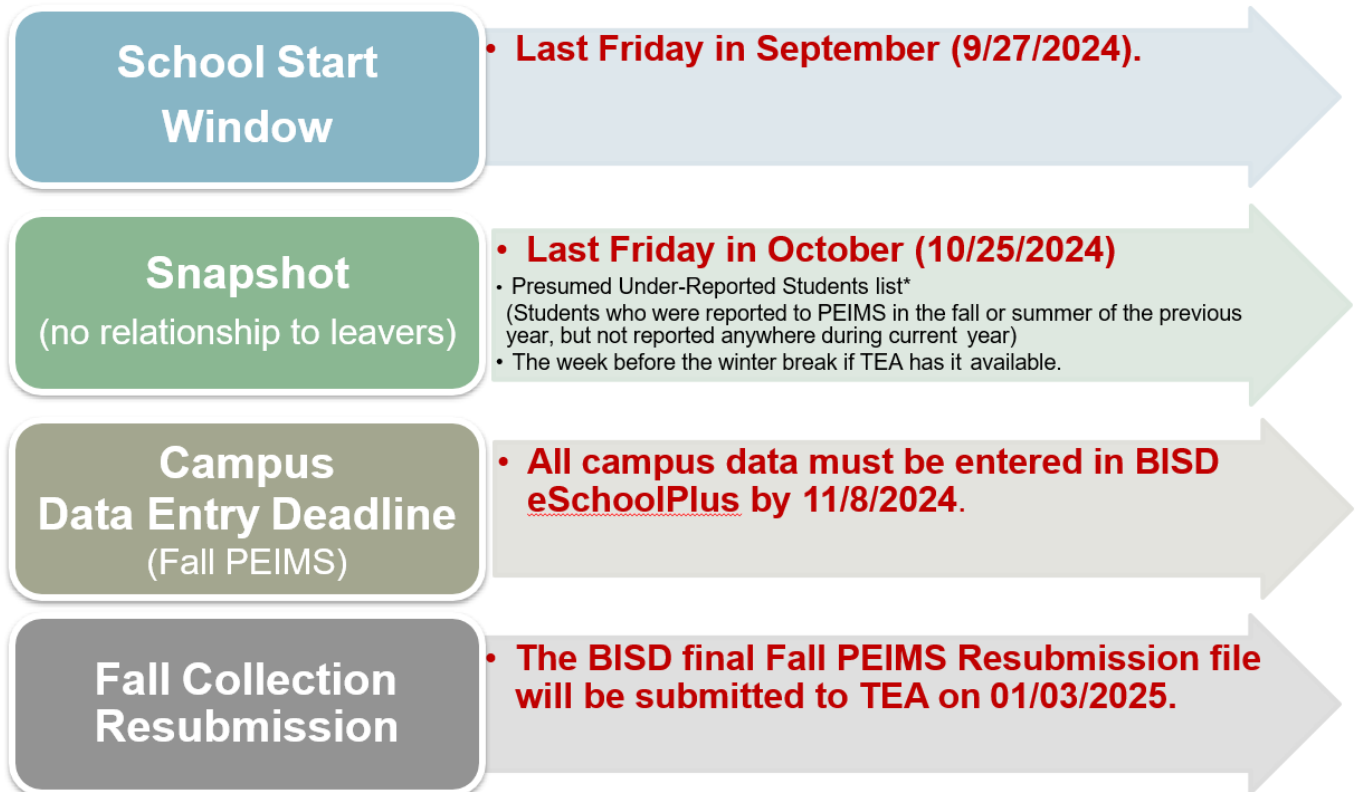 School Start
Window
• Last Friday in September (9/27/2024).
Snapshot
(no relationship to leavers)
• Last Friday in October (10/25/2024)
• Presumed Under-Reported Students list*
(Students who were reported to PEIMS in the fall or summer of the previous
year, but not reported anywhere during current year)
• The week before the winter break if TEA has it available.
Campus
Data Entry Deadline
(Fall PEIMS)
• All campus data must be entered in BISD
eSchoolPlus by 11/8/2024.
Fall Collection
Resubmission
• The BISD final Fall PEIMS Resubmission file
will be submitted to TEA on 01/03/2025.